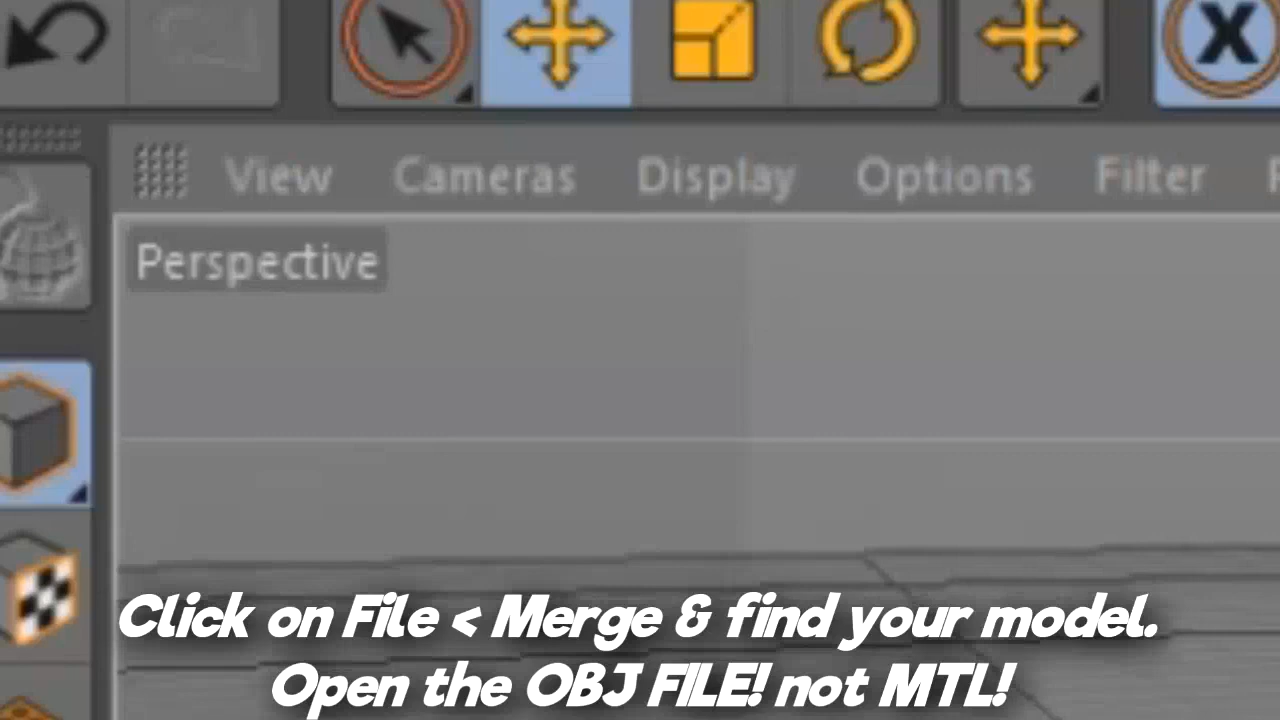 X
View Cameras Display Options Filter
Perspective
Click on File < Merge & find your model.
Open the OBJ FILE! not MTL!